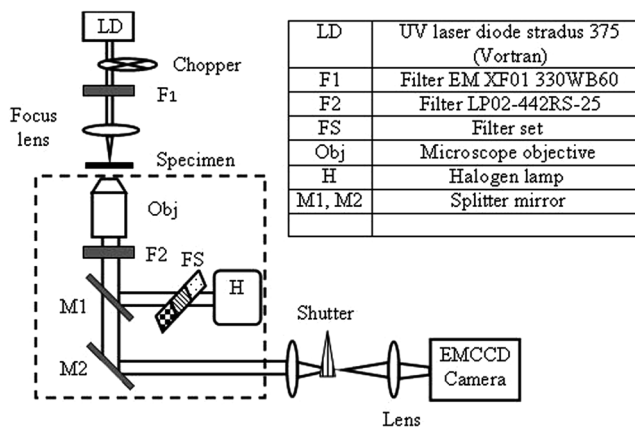 LD
Chopper
F1
Focus
lens
Specimen
Obj
F2
FS
M1
H
M2
Shutter
EMCCD
Camera
Lens
LD UV laser diode stradus 375
(Vortran)
F1 Filter EM XF01 330WB60
F2 Filter LP02-442RS-25
FS Filter set
Obj Microscope objective
H Halogen lamp
M1, M2 Splitter mirror